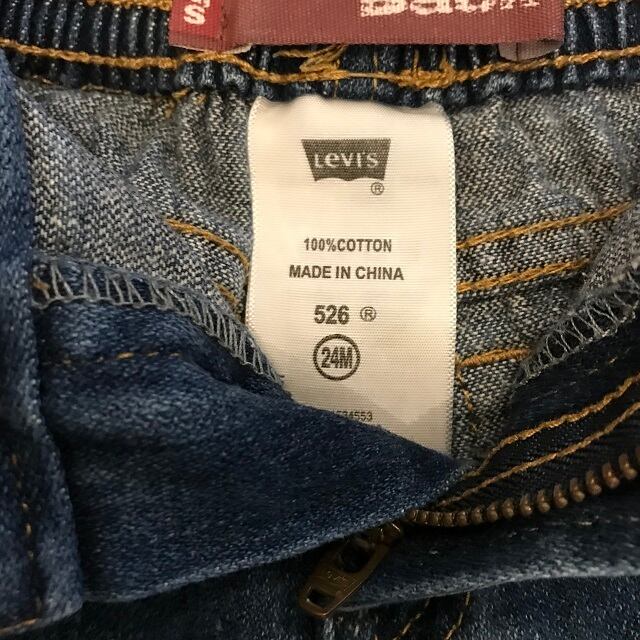 LEVI'S
®
100%COTTON
MADE IN CHINA
526 ®
24M